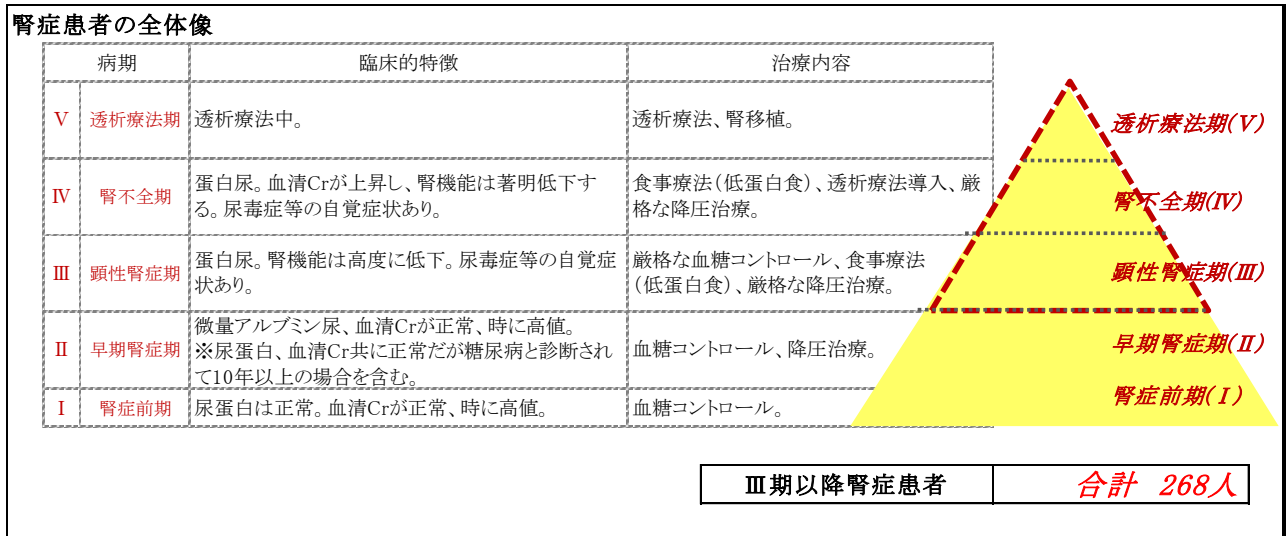 腎症患者の全体像
病期 臨床的特徴 治療内容
Ⅴ 透析療法期 透析療法中。 透析療法、腎移植。
Ⅳ 腎不全期 蛋白尿。血清Crが上昇し、腎機能は著明低下す
る。尿毒症等の自覚症状あり。
食事療法(低蛋白食)、透析療法導入、厳
格な降圧治療。
Ⅲ 顕性腎症期 蛋白尿。腎機能は高度に低下。尿毒症等の自覚症
状あり。
厳格な血糖コントロール、食事療法
(低蛋白食)、厳格な降圧治療。
Ⅱ 早期腎症期 微量アルブミン尿、血清Crが正常、時に高値。
※尿蛋白、血清Cr共に正常だが糖尿病と診断され
て10年以上の場合を含む。
血糖コントロール、降圧治療。
Ⅰ 腎症前期 尿蛋白は正常。血清Crが正常、時に高値。 血糖コントロール。
透析療法期(Ⅴ)
腎不全期(Ⅳ)
顕性腎症期(Ⅲ)
早期腎症期(Ⅱ)
腎症前期(Ⅰ)
Ⅲ期以降腎症患者 合計 268人